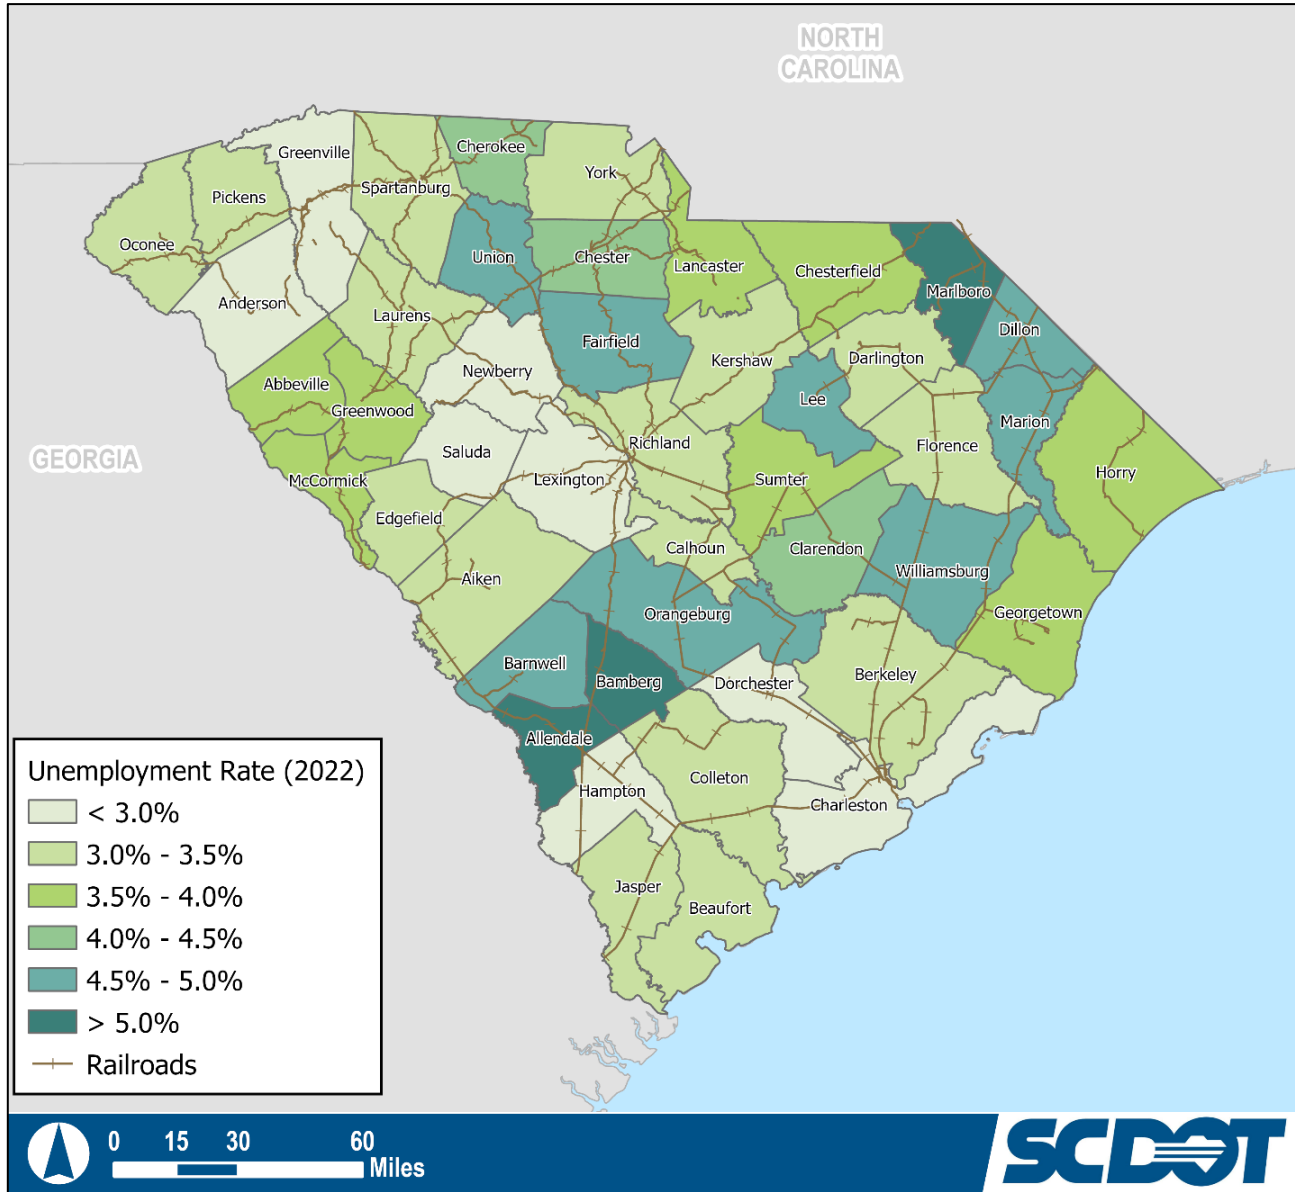 NORTH
CAROLINA
Cherokee
Greenville
York
Spartanburg
Pickens
Oconee
Union
Chester
Lancaster
Chesterfield
Marlboro
Anderson
Laurens
Dillon
Fairfield
Darlington
Kershaw
Newberry
Abbeville
Lee
Greenwood
Marion
Richland
Florence
GEORGIA
Saluda
Horry
Lexington
McCormick
Sumter
Edgefield
Calhoun
Clarendon
Williamsburg
Aiken
Orangeburg
Georgetown
Barnwell
Bamberg
Dorchester
Berkeley
Allendale
Colleton
Hampton
Charleston
Jasper
Beaufort
Unemployment Rate (2022)
< 3.0%
3.0% - 3.5%
3.5% - 4.0%
4.0% - 4.5%
4.5% - 5.0%
> 5.0%
Railroads
0 15 30 60
Miles
SCDOT